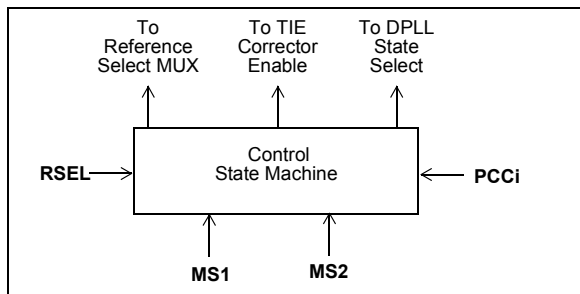 To
Reference
Select MUX
To TIE
Corrector
Enable
To DPLL
State
Select
Control
State Machine
RSEL
PCCi
MS1
MS2